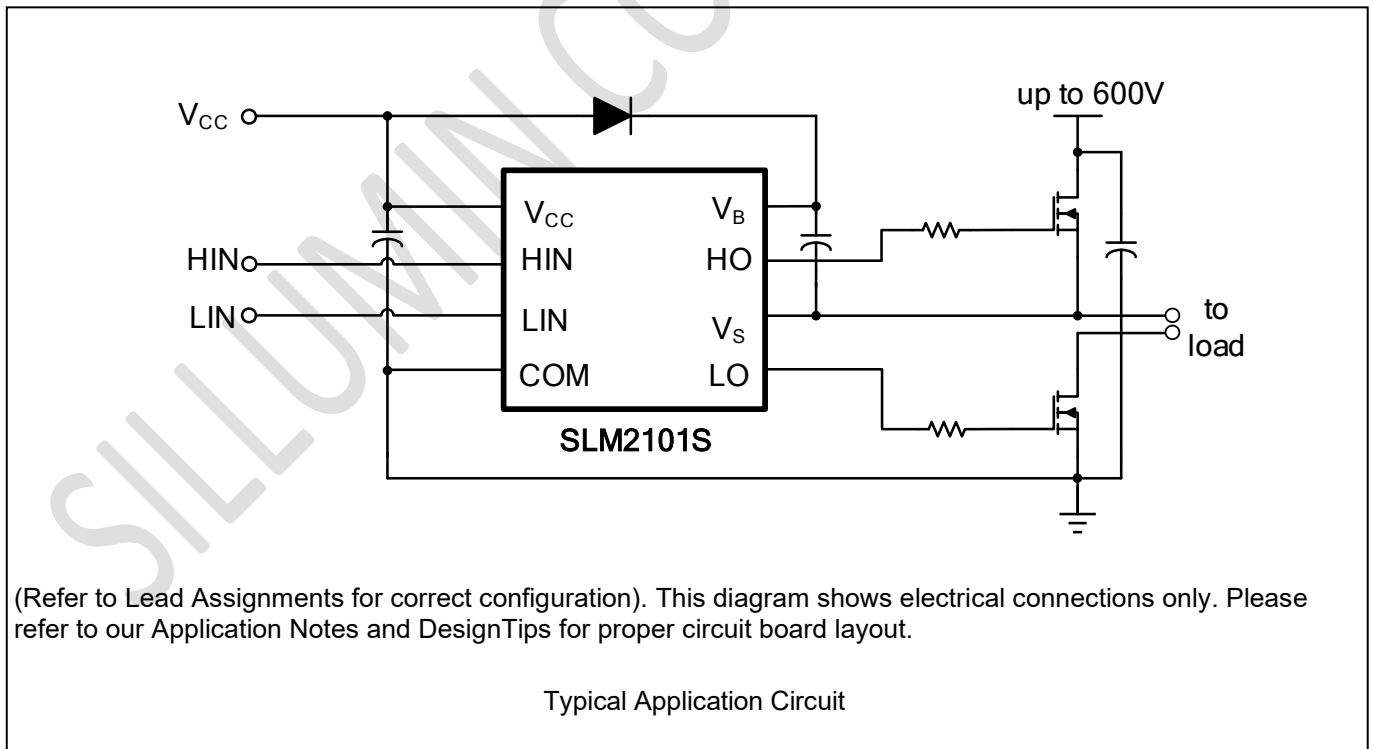 SILLUMIN CO
up to 600V
VCC
VCC
VB
HIN
HIN
HO
LIN
LIN
VS
to
load
COM
LO
SLM2101S
(Refer to Lead Assignments for correct configuration). This diagram shows electrical connections only. Please
refer to our Application Notes and DesignTips for proper circuit board layout.
Typical Application Circuit